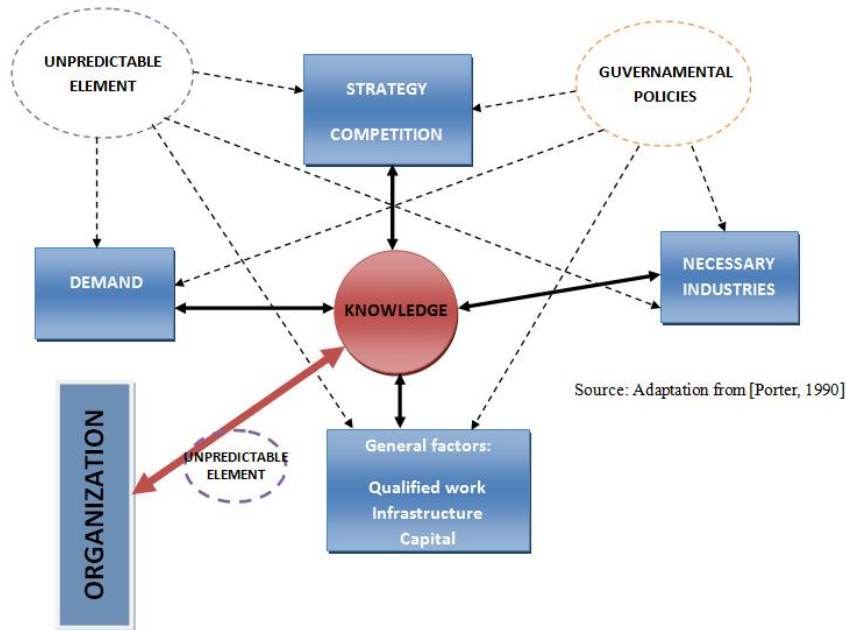 UNPREDICTABLE
ELEMENT
STRATEGY
COMPETITION
GUVERNAMENTAL
POLICIES
DEMAND
KNOWLEDGE
NECESSARY
INDUSTRIES
Source: Adaptation from [Porter, 1990]
ORGANIZATION
UNPREDICTABLE
ELEMENT
General factors:
Qualified work
Infrastructure
Capital